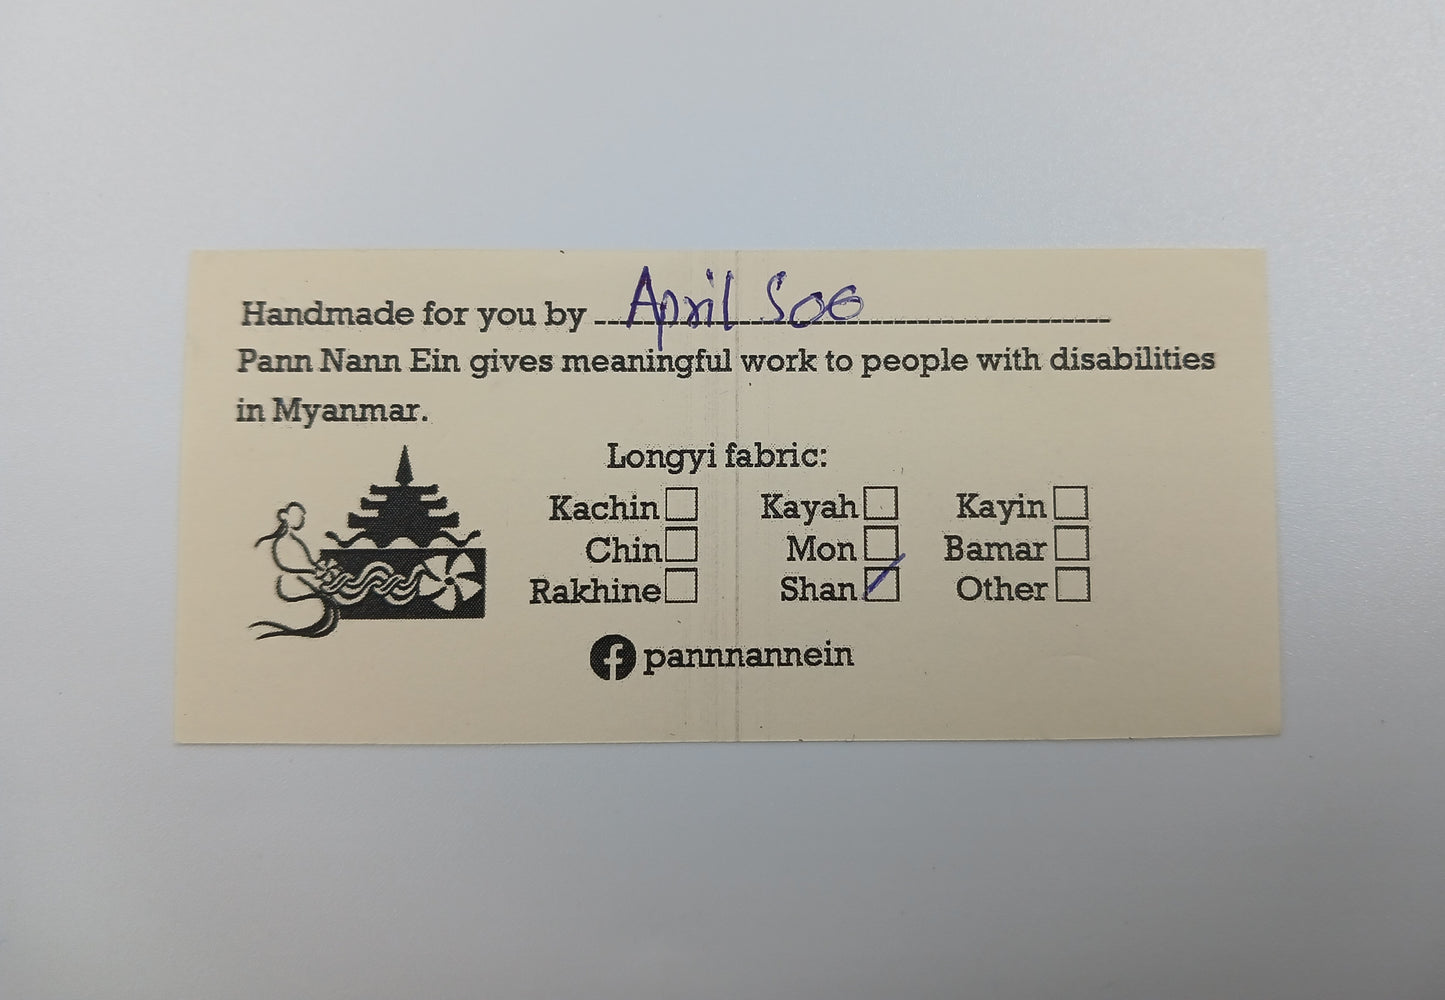 Handmade for you by April Soe
Pann Nann Ein gives meaningful work to people with disabilities
in Myanmar.
Longyi fabric:
Kachin Kayah Kayin
Chin Mon Bamar
Rakhine Shan Other
pannnannein